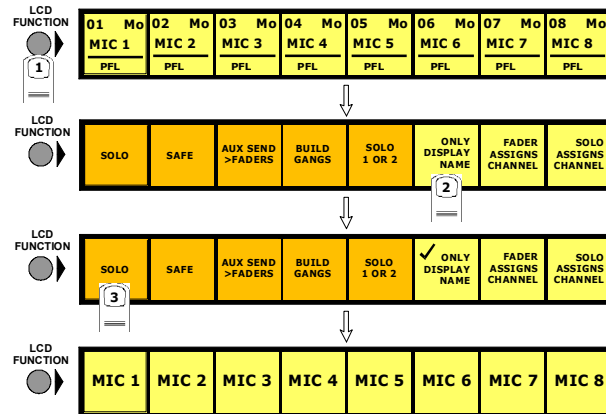 LCD
FUNCTION
1
01 Mo 02 Mo 03 Mo 04 Mo 05 Mo 06 Mo 07 Mo 08 Mo
MIC 1 MIC 2 MIC 3 MIC 4 MIC 5 MIC 6 MIC 7 MIC 8
PFL PFL PFL PFL PFL PFL PFL PFL
LCD
FUNCTION
SOLO
SAFE
AUX SEND
>FADERS
BUILD
GANGS
SOLO
1 OR 2
ONLY
DISPLAY
NAME
FADER
ASSIGNS
CHANNEL
SOLO
ASSIGNS
CHANNEL
2
LCD
FUNCTION
SOLO
SAFE
AUX SEND
>FADERS
BUILD
GANGS
SOLO
1 OR 2
✓ ONLY
DISPLAY
NAME
FADER
ASSIGNS
CHANNEL
SOLO
ASSIGNS
CHANNEL
3
LCD
FUNCTION
MIC 1 MIC 2 MIC 3 MIC 4 MIC 5 MIC 6 MIC 7 MIC 8